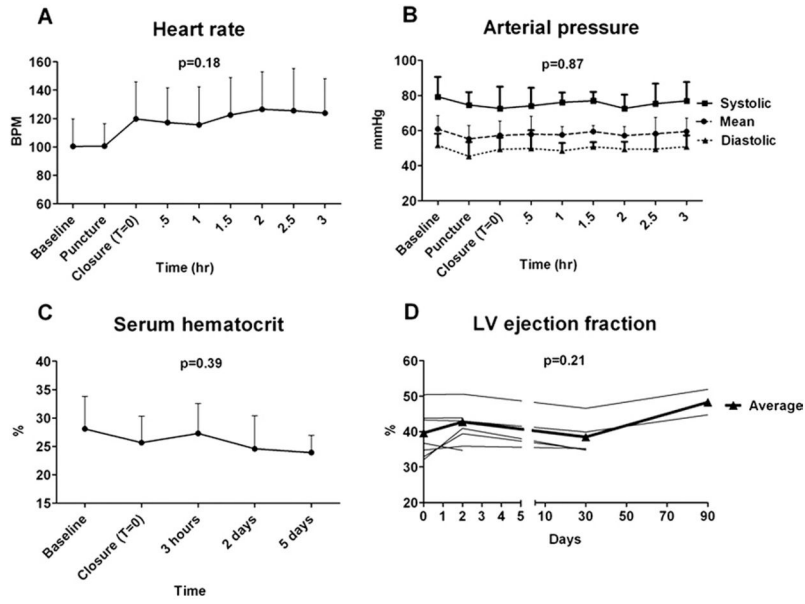 A
Heart rate
p=0.18
BPM
160
140
120
100
80
60
Baseline
Puncture
Closure (T=0)
.5
1
1.5
2
2.5
3
Time (hr)
B
Arterial pressure
p=0.87
mmHg
100
80
60
40
20
Systolic
Mean
Diastolic
Baseline
Puncture
Closure (T=0)
.5
1
1.5
2
2.5
3
Time (hr)
C
Serum hematocrit
p=0.39
%
40
35
30
25
20
15
Baseline
Closure (T=0)
3 hours
2 days
5 days
Time
D
LV ejection fraction
p=0.21
%
60
50
40
30
20
Average
0 1 2 3 4 5 10 30 50 70 90
Days